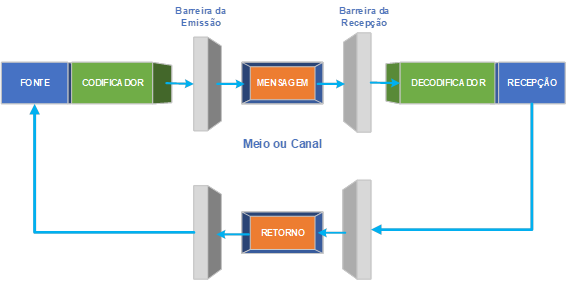 Barreira da
Emissão
Barreira da
Recepção
FONTE
CODIFICADOR
MENSAGEM
DECODIFICADOR
RECEPÇÃO
Meio ou Canal
RETORNO